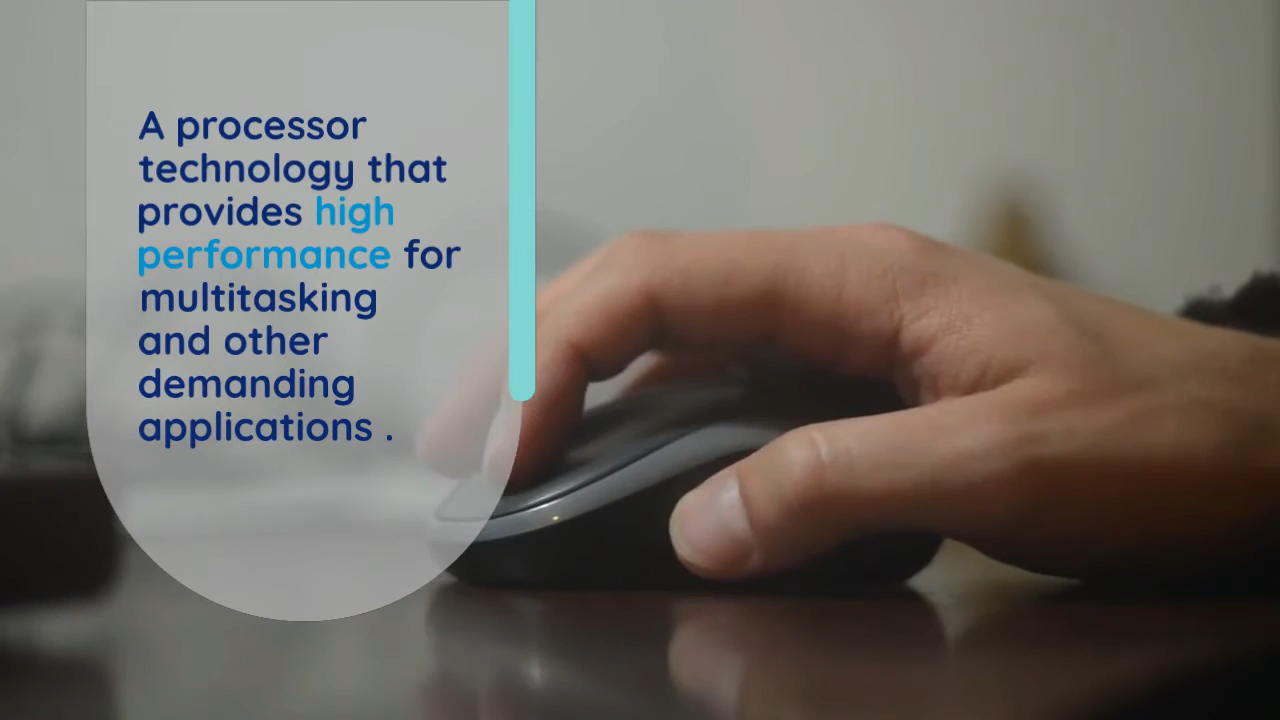 A processor
technology that
provides high
performance for
multitasking
and other
demanding
applications .